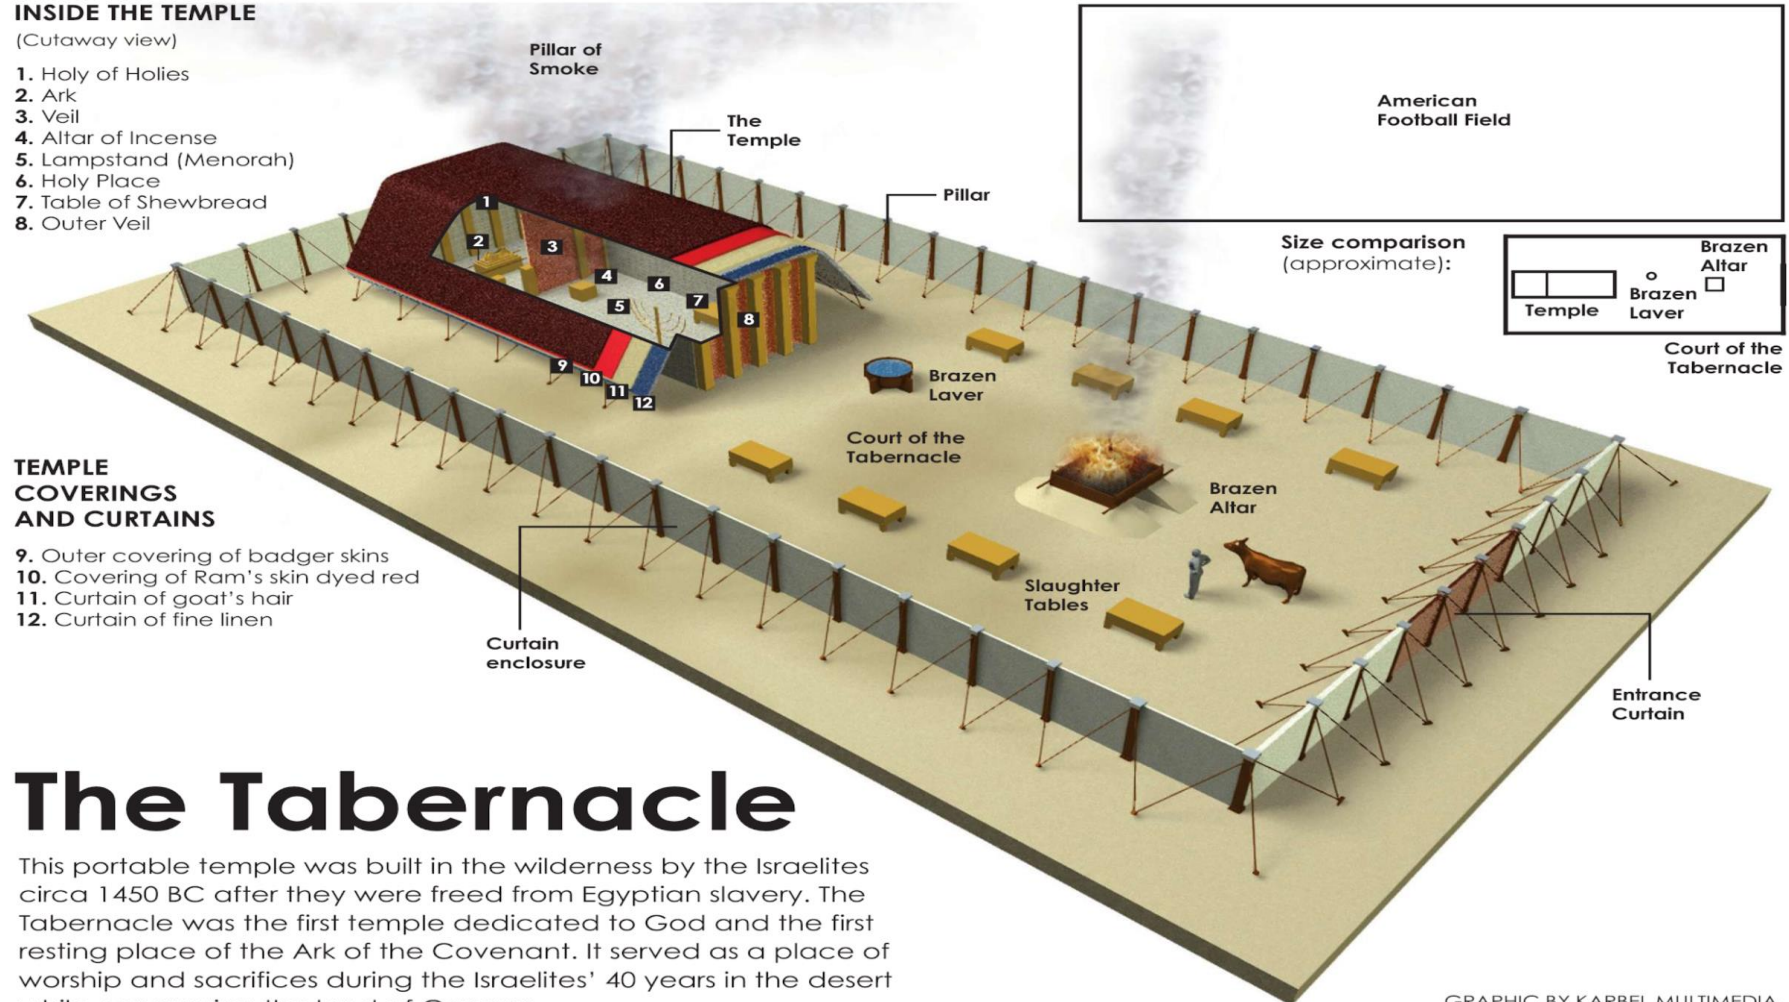 INSIDE THE TEMPLE
(Cutaway view)
1. Holy of Holies
2. Ark
3. Veil
4. Altar of Incense
5. Lampstand (Menorah)
6. Holy Place
7. Table of Shewbread
8. Outer Veil
Pillar of
Smoke
The
Temple
Pillar
American
Football Field
Size comparison
(approximate):
Temple
Brazen
Laver
Brazen
Altar
Court of the
Tabernacle
1
2
3
4
5
6
7
8
9
10
11
12
Brazen
Laver
Court of the
Tabernacle
Brazen
Altar
Slaughter
Tables
TEMPLE
COVERINGS
AND CURTAINS
9. Outer covering of badger skins
10. Covering of Ram's skin dyed red
11. Curtain of goat's hair
12. Curtain of fine linen
Curtain
enclosure
Entrance
Curtain
The Tabernacle
This portable temple was built in the wilderness by the Israelites
circa 1450 BC after they were freed from Egyptian slavery. The
Tabernacle was the first temple dedicated to God and the first
resting place of the Ark of the Covenant. It served as a place of
worship and sacrifices during the Israelites' 40 years in the desert
GRAPHIC BY KARBEL MULTIMEDIA